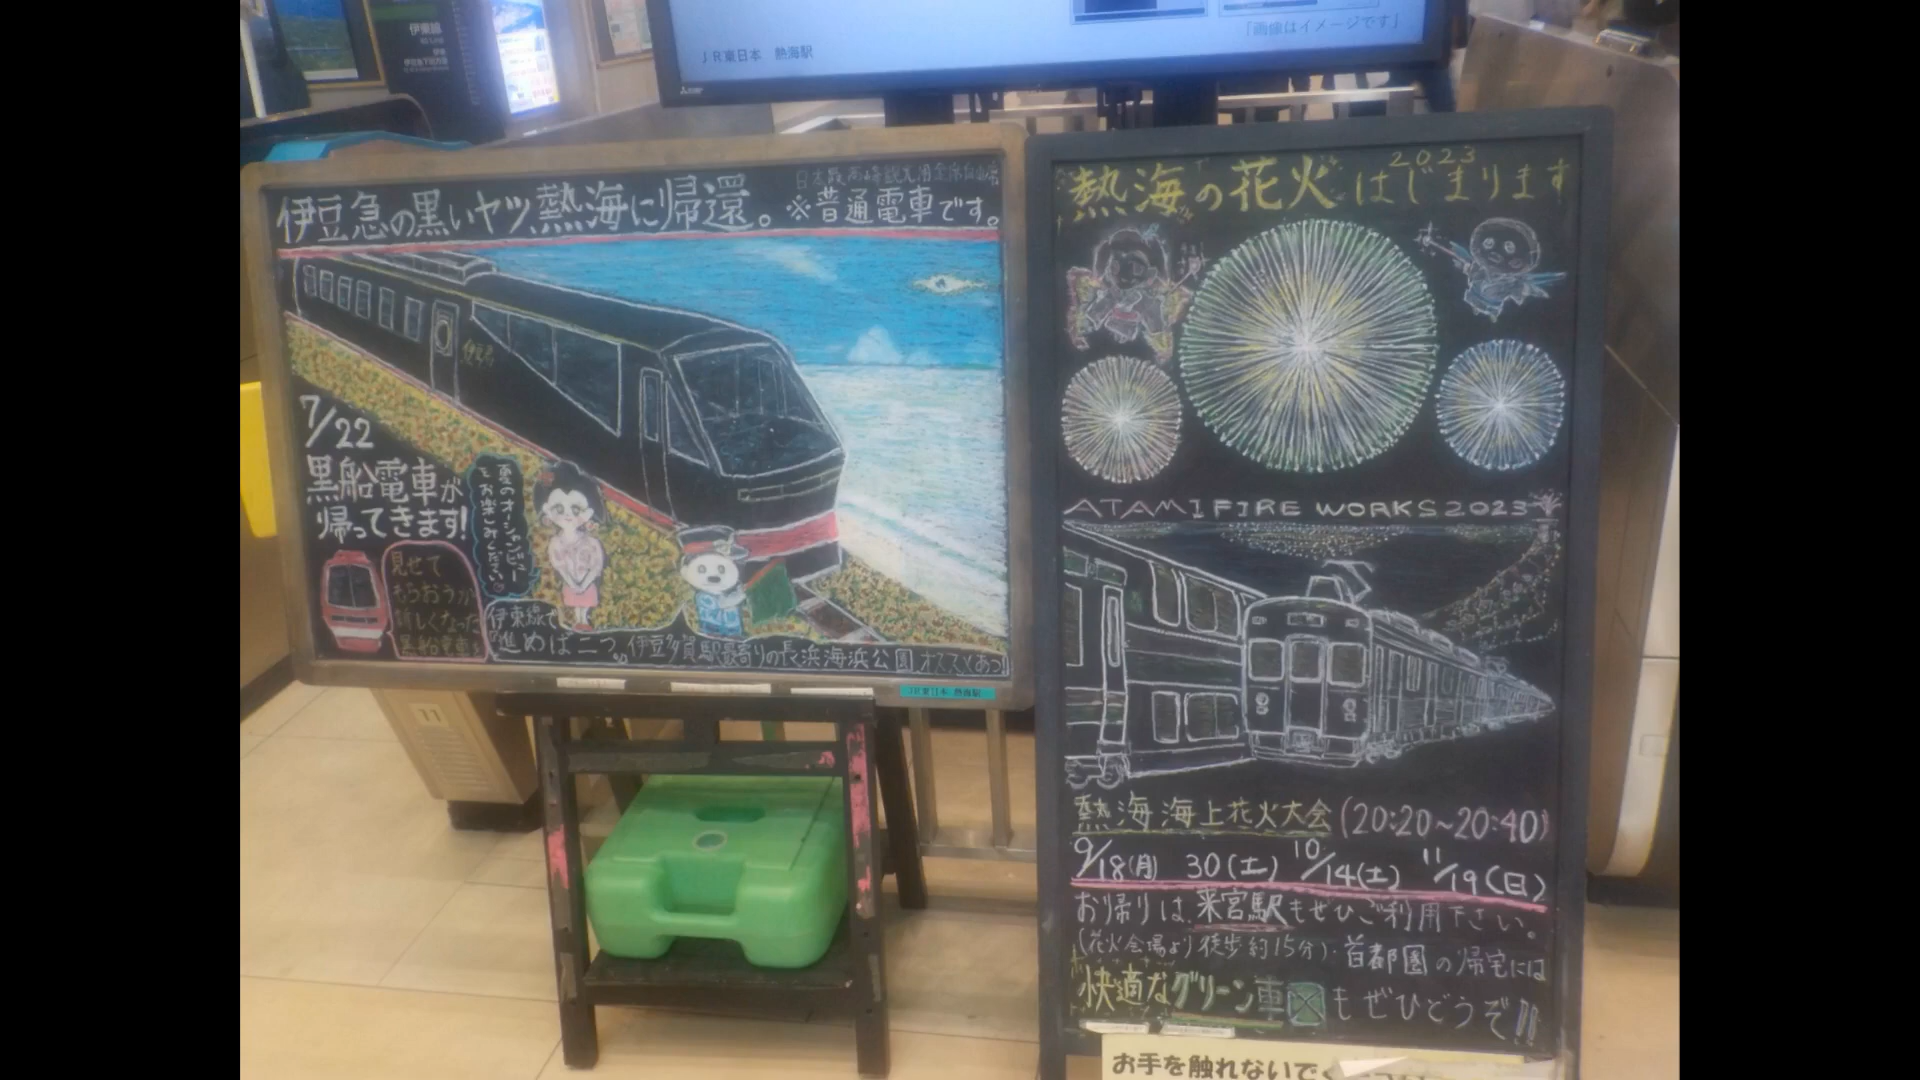 伊東線
「画像はイメージです」
JR東日本 熱海駅
伊豆急の黒いヤツ熱海に帰還。
※普通電車です。
7/22
黒船電車が
帰ってきます!
夏のオーシャンビュー
をお楽しみください
見せて
もらおうか
新しくなった
黒船電車を
伊東線で
進めば二つ。伊豆多賀駅最寄りの長浜海浜公園
JR東日本 熱海駅
11
2023
熱海の花火はじまります
ATAMI FIRE WORKS 2023
熱海海上花火大会(20:20~20:40)
9/18(月) 30(土) 10/14(土) 11/19(日)
お帰りは、来宮駅もぜひご利用下さい。
(花火会場より徒歩約15分)・首都圏の帰宅には
快適なグリーン車もぜひどうぞ!!
お手を触れないで